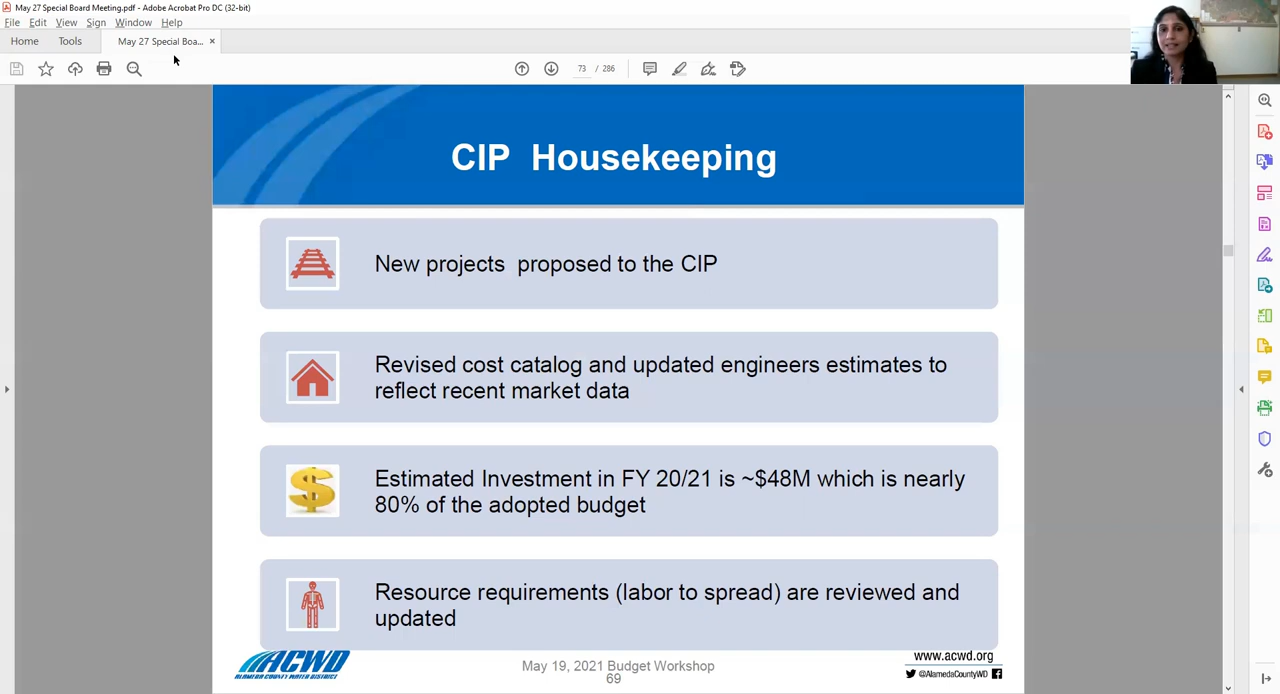 May 27 Special Board Meeting.pdf - Adobe Acrobat Pro DC (32-bit)
File Edit View Sign Window Help
Home Tools May 27 Special Boa... ×
73 / 286
CIP Housekeeping
New projects proposed to the CIP
Revised cost catalog and updated engineers estimates to
reflect recent market data
Estimated Investment in FY 20/21 is ~$48M which is nearly
80% of the adopted budget
Resource requirements (labor to spread) are reviewed and
updated
ACWD
ALAMEDA COUNTY WATER DISTRICT
May 19, 2021 Budget Workshop
69
www.acwd.org
@AlamedaCountyWD